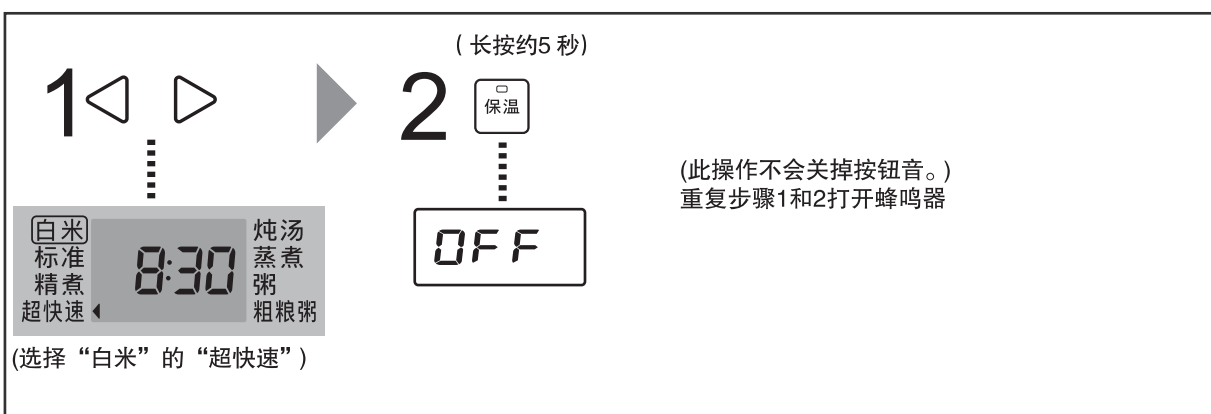 1
白米
标准
精煮
超快速
8:30
炖汤
蒸煮
粥
粗粮粥
(选择“白米”的“超快速”)
(长按约5 秒)
2
保温
OFF
(此操作不会关掉按钮音。)
重复步骤1和2打开蜂鸣器